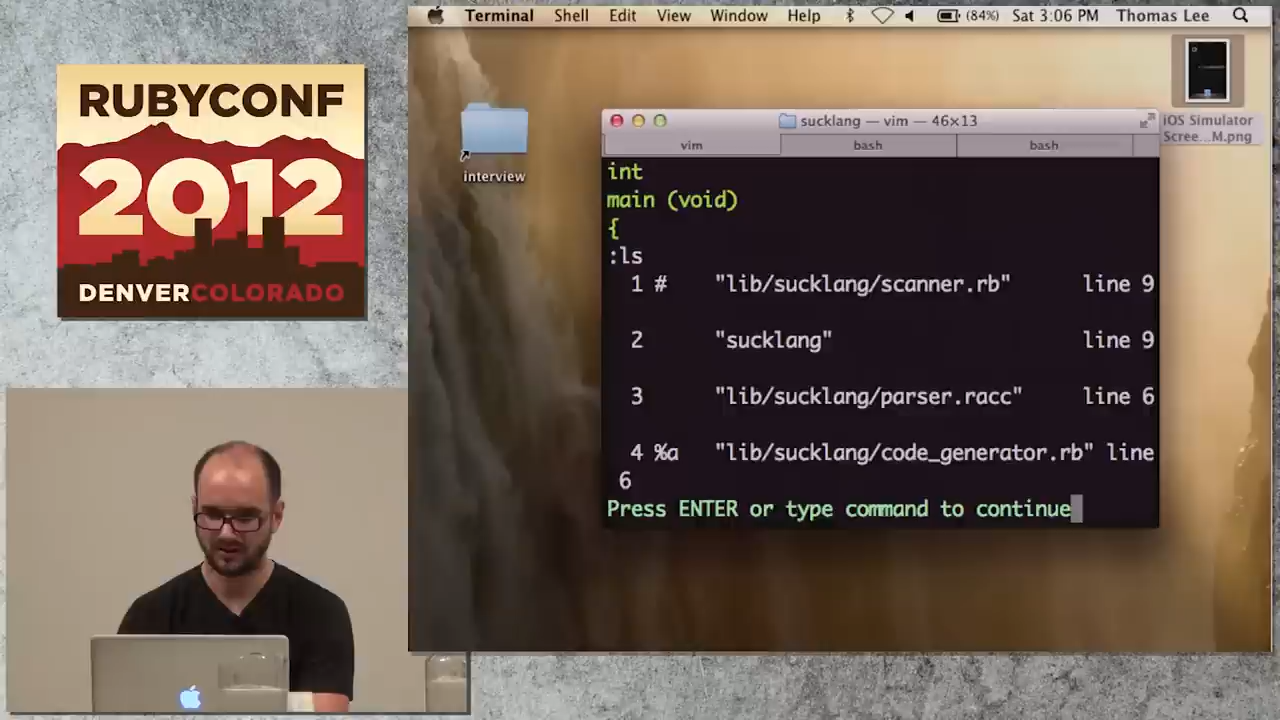 RUBYCONF
2012
DENVERCOLORADO
Terminal Shell Edit View Window Help (84%) Sat 3:06 PM Thomas Lee
interview
iOS Simulator
Scree...M.png
sucklang — vim — 46×13
vim bash bash
int
main (void)
{
:ls
1 # "lib/sucklang/scanner.rb" line 9
2 "sucklang" line 9
3 "lib/sucklang/parser.racc" line 6
4 %a "lib/sucklang/code_generator.rb" line
6
Press ENTER or type command to continue